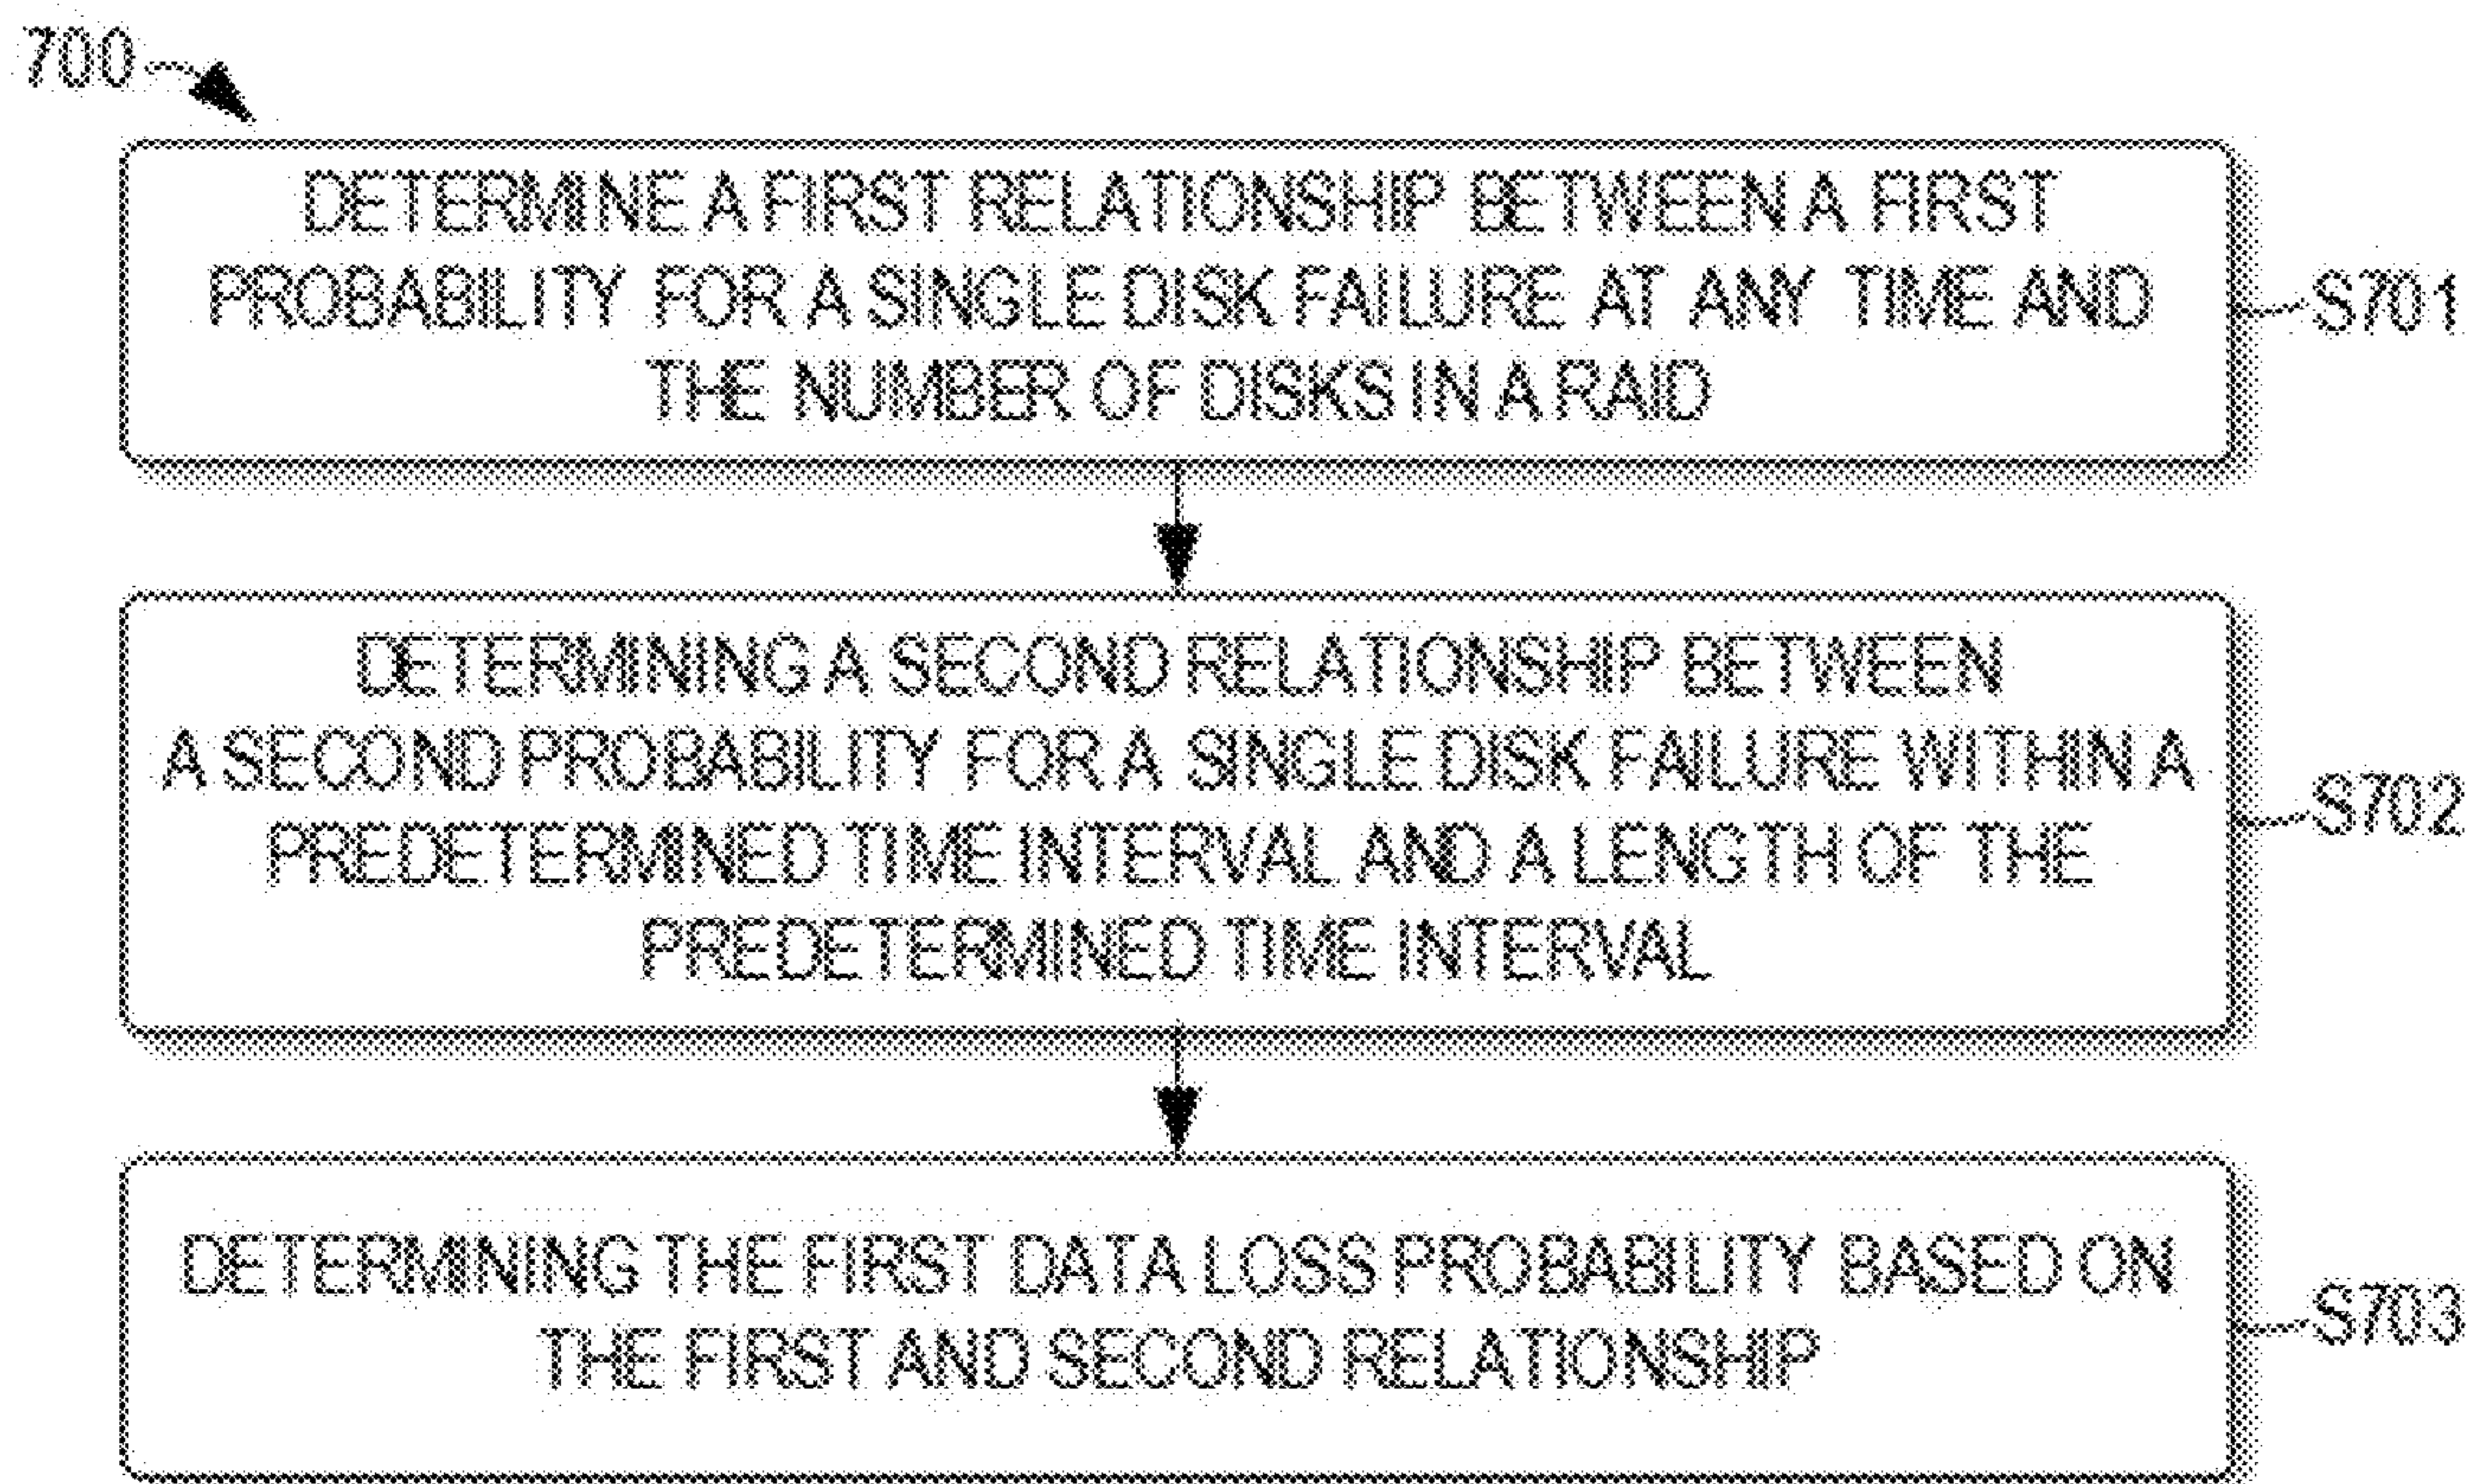 700
DETERMINE A FIRST RELATIONSHIP BETWEEN A FIRST
PROBABILITY FOR A SINGLE DISK FAILURE AT ANY TIME AND
THE NUMBER OF DISKS IN A RAID
S701
DETERMINING A SECOND RELATIONSHIP BETWEEN
A SECOND PROBABILITY FOR A SINGLE DISK FAILURE WITHIN A
PREDETERMINED TIME INTERVAL AND A LENGTH OF THE
PREDETERMINED TIME INTERVAL
S702
DETERMINING THE FIRST DATA LOSS PROBABILITY BASED ON
THE FIRST AND SECOND RELATIONSHIP
S703